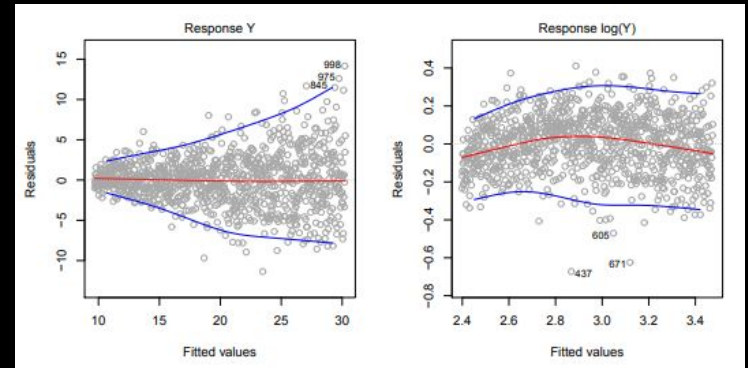 Response Y
998
975
845
Residuals
15
10
5
0
−5
−10
10 15 20 25 30
Fitted values
Response log(Y)
605
671
437
Residuals
0.4
0.2
0.0
−0.2
−0.4
−0.6
−0.8
2.4 2.6 2.8 3.0 3.2 3.4
Fitted values